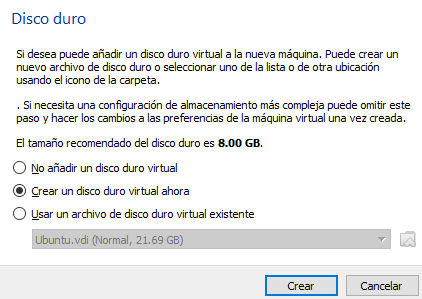 Disco duro
Si desea puede añadir un disco duro virtual a la nueva máquina. Puede crear un
nuevo archivo de disco duro o seleccionar uno de la lista o de otra ubicación
usando el icono de la carpeta.
. Si necesita una configuración de almacenamiento más compleja puede omitir este
paso y hacer los cambios a las preferencias de la máquina virtual una vez creada.
El tamaño recomendado del disco duro es 8.00 GB.
No añadir un disco duro virtual
Crear un disco duro virtual ahora
Usar un archivo de disco duro virtual existente
Ubuntu.vdi (Normal, 21.69 GB)
Crear Cancelar